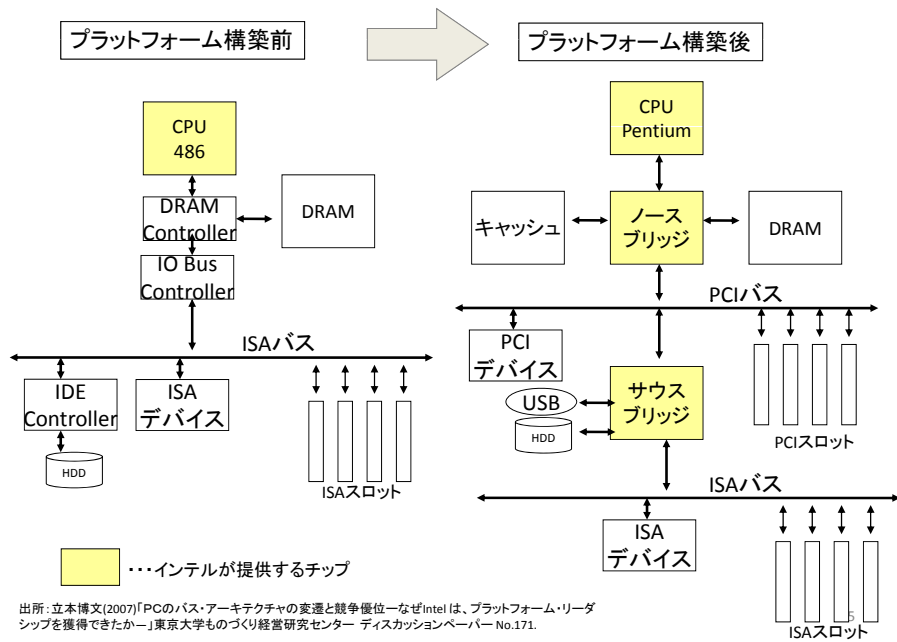 プラットフォーム構築前
プラットフォーム構築後
CPU
486
DRAM
Controller
DRAM
IO Bus
Controller
ISAバス
IDE
Controller
ISA
デバイス
HDD
ISAスロット
CPU
Pentium
キャッシュ
ノース
ブリッジ
DRAM
PCIバス
PCI
デバイス
サウス
ブリッジ
USB
HDD
PCIスロット
ISAバス
ISA
デバイス
ISAスロット
・・・インテルが提供するチップ
出所：立本博文(2007)「PCのバス・アーキテクチャの変遷と競争優位ーなぜIntel は、プラットフォーム・リーダ
シップを獲得できたかー」東京大学ものづくり経営研究センター ディスカッションペーパー No.171.
5